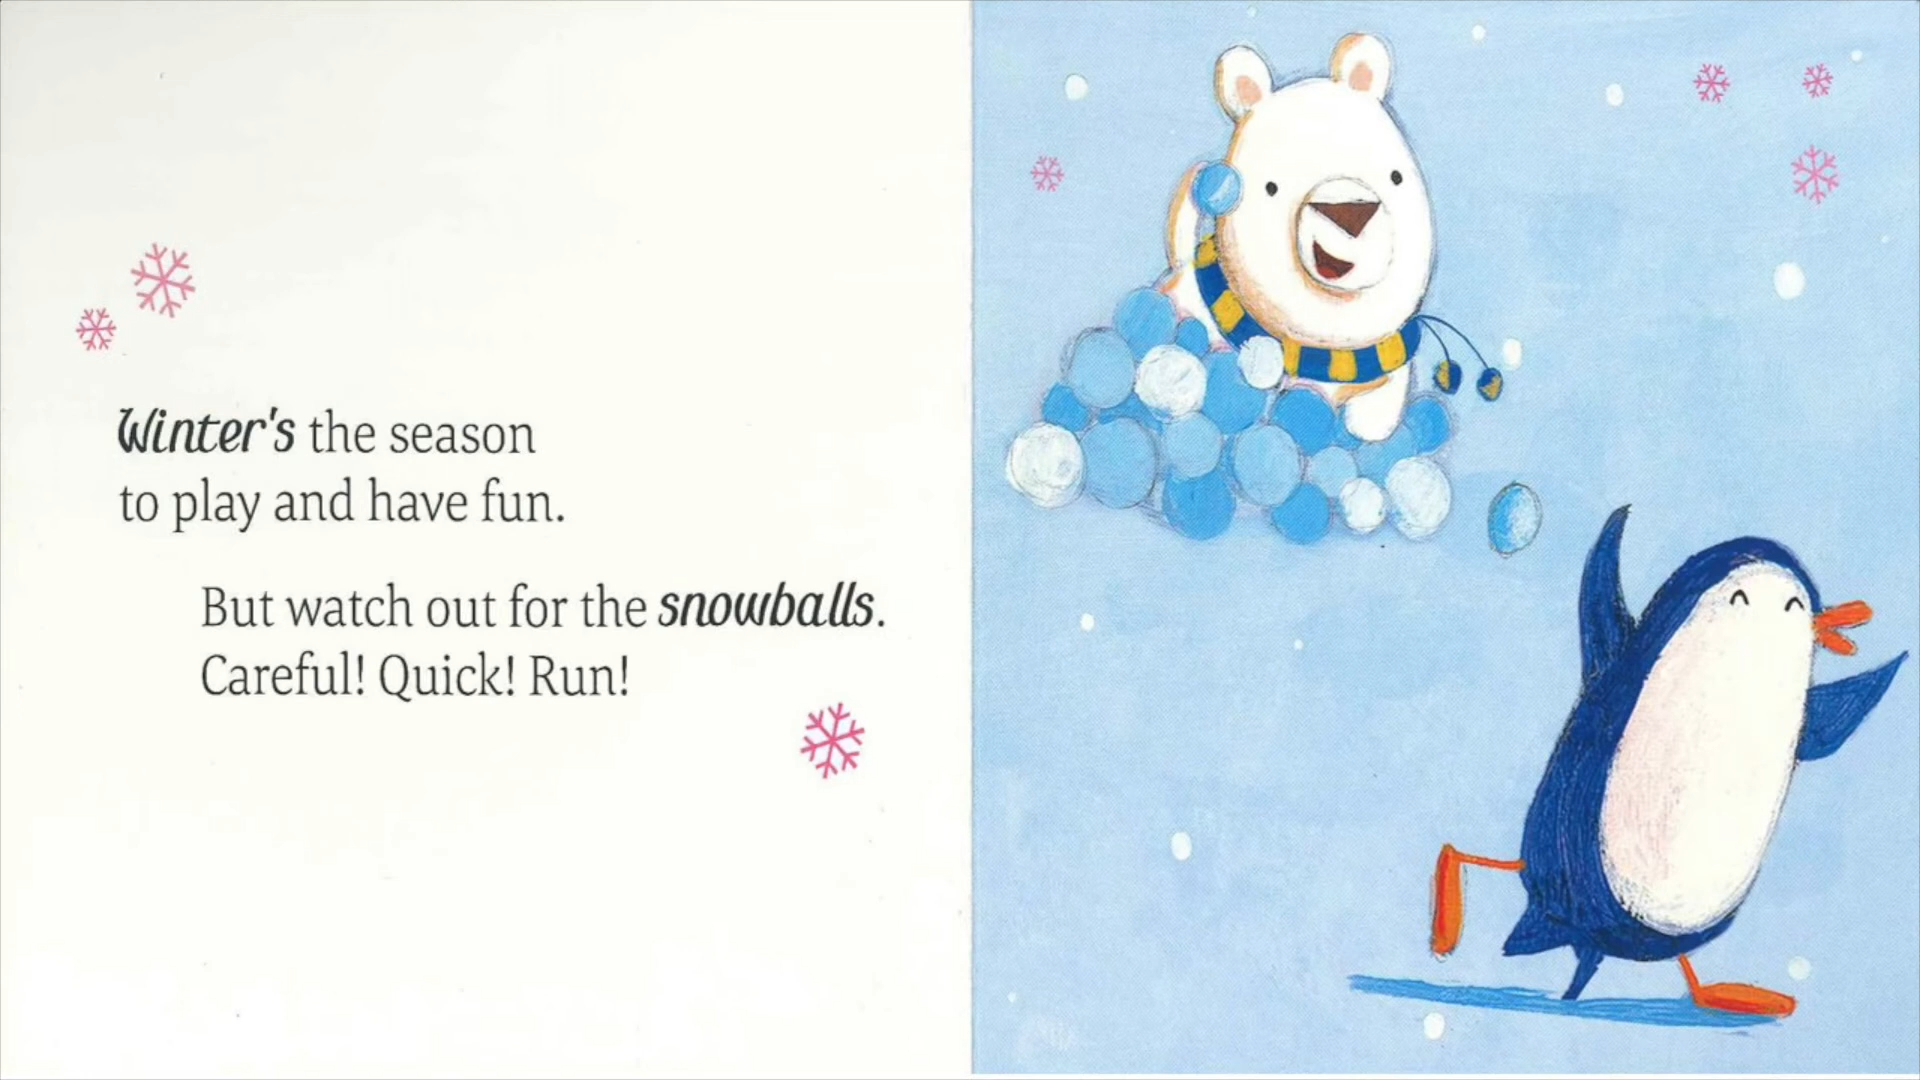 Winter's the season
to play and have fun.
But watch out for the snowballs.
Careful! Quick! Run!